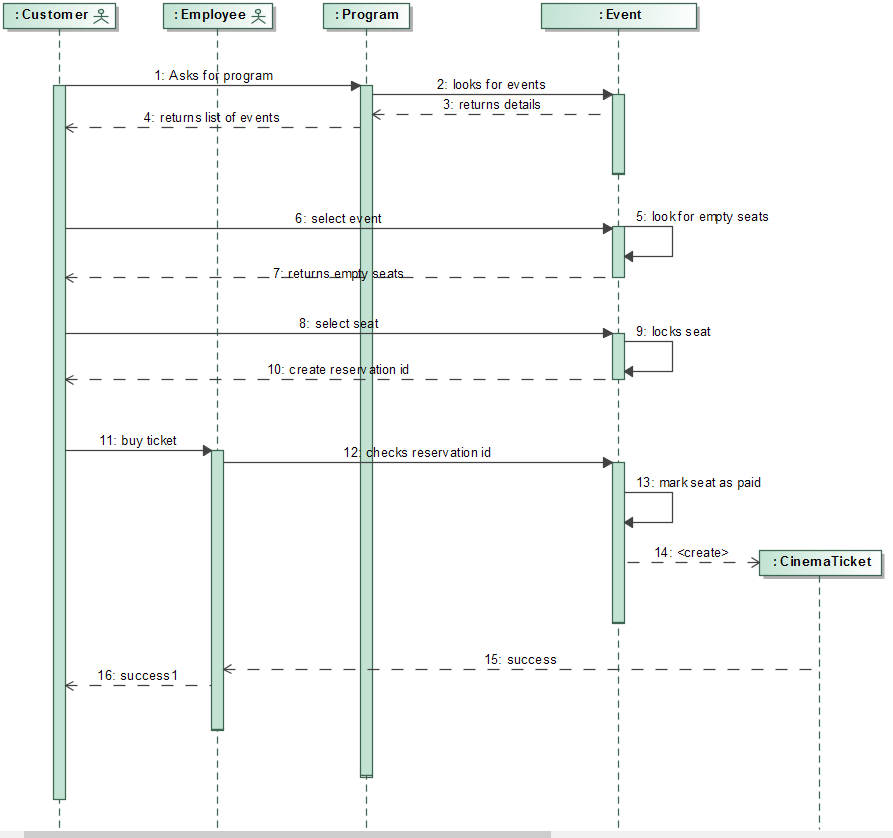 : Customer
: Employee
: Program
: Event
1: Asks for program
2: looks for events
3: returns details
4: returns list of events
6: select event
5: look for empty seats
7: returns empty seats
8: select seat
9: locks seat
10: create reservation id
11: buy ticket
12: checks reservation id
13: mark seat as paid
14: <create>
: CinemaTicket
15: success
16: success1